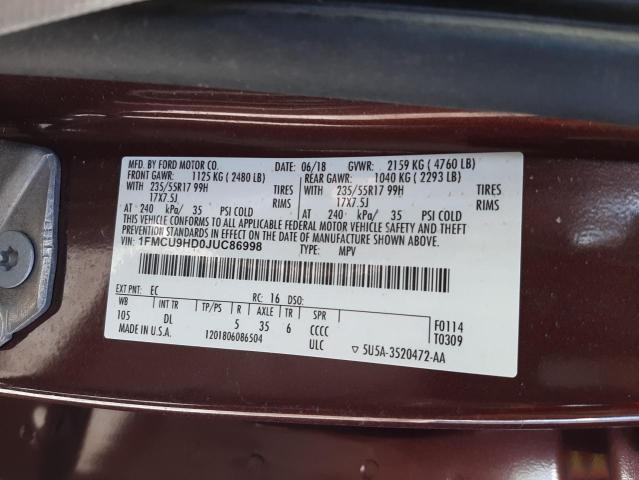 MFD. BY FORD MOTOR CO. DATE: 06/18 GVWR: 2159 KG ( 4760 LB)
FRONT GAWR: 1125 KG ( 2480 LB) REAR GAWR: 1040 KG ( 2293 LB)
WITH 235/55R17 99H TIRES WITH 235/55R17 99H TIRES
17X7.5J RIMS 17X7.5J RIMS
AT 240 kPa/ 35 PSI COLD AT 240 kPa/ 35 PSI COLD
THIS VEHICLE CONFORMS TO ALL APPLICABLE FEDERAL MOTOR VEHICLE SAFETY AND THEFT
PREVENTION STANDARDS IN EFFECT ON THE DATE OF MANUFACTURE SHOWN ABOVE.
VIN: 1FMCU9HD0JUC86998 TYPE: MPV
EXT PNT: EC RC: 16 DSO:
WB INT TR TP/PS R AXLE TR SPR F0114
105 DL 5 35 6 CCCC T0309
MADE IN U.S.A. 1201806086504 ULC ▽ 5U5A-3520472-AA